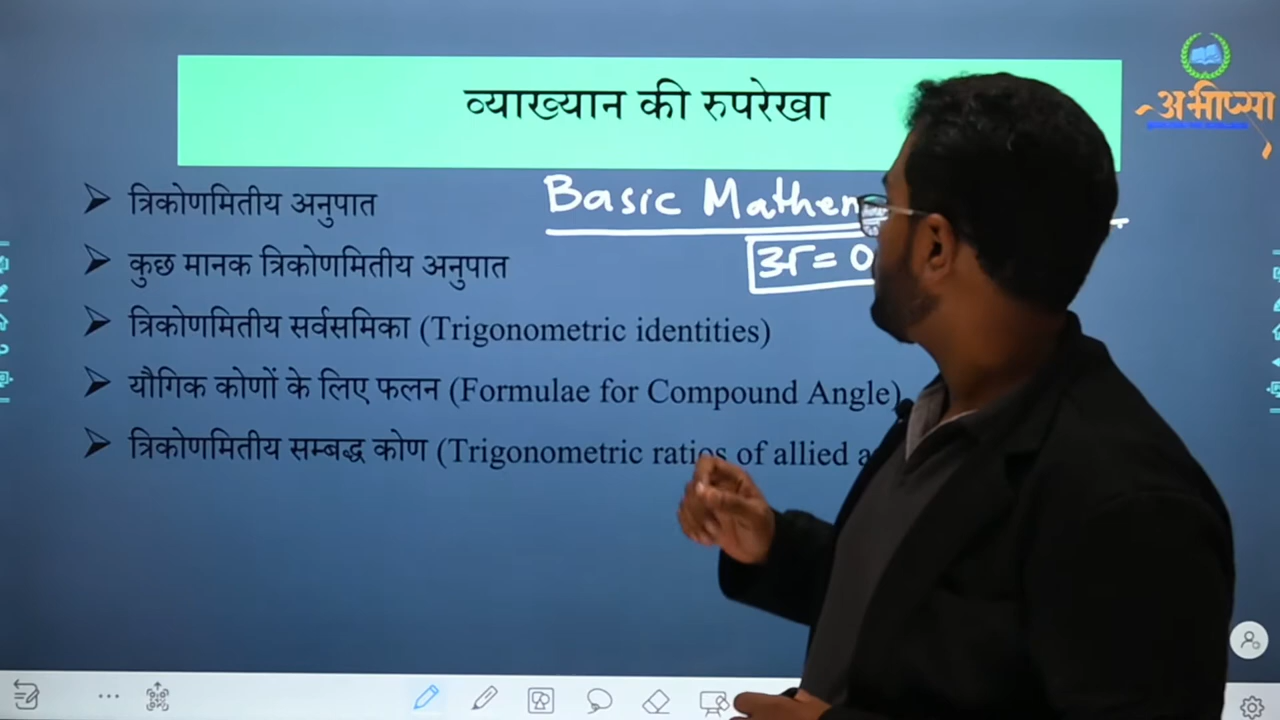 व्याख्यान की रुपरेखा
अभीप्सा
Basic
त्रिकोणमितीय अनुपात
कुछ मानक त्रिकोणमितीय अनुपात
त्रिकोणमितीय सर्वसमिका (Trigonometric identities)
यौगिक कोणों के लिए फलन (Formulae for Compound Angle)
त्रिकोणमितीय सम्बद्ध कोण (Trigonometric ratios of allied